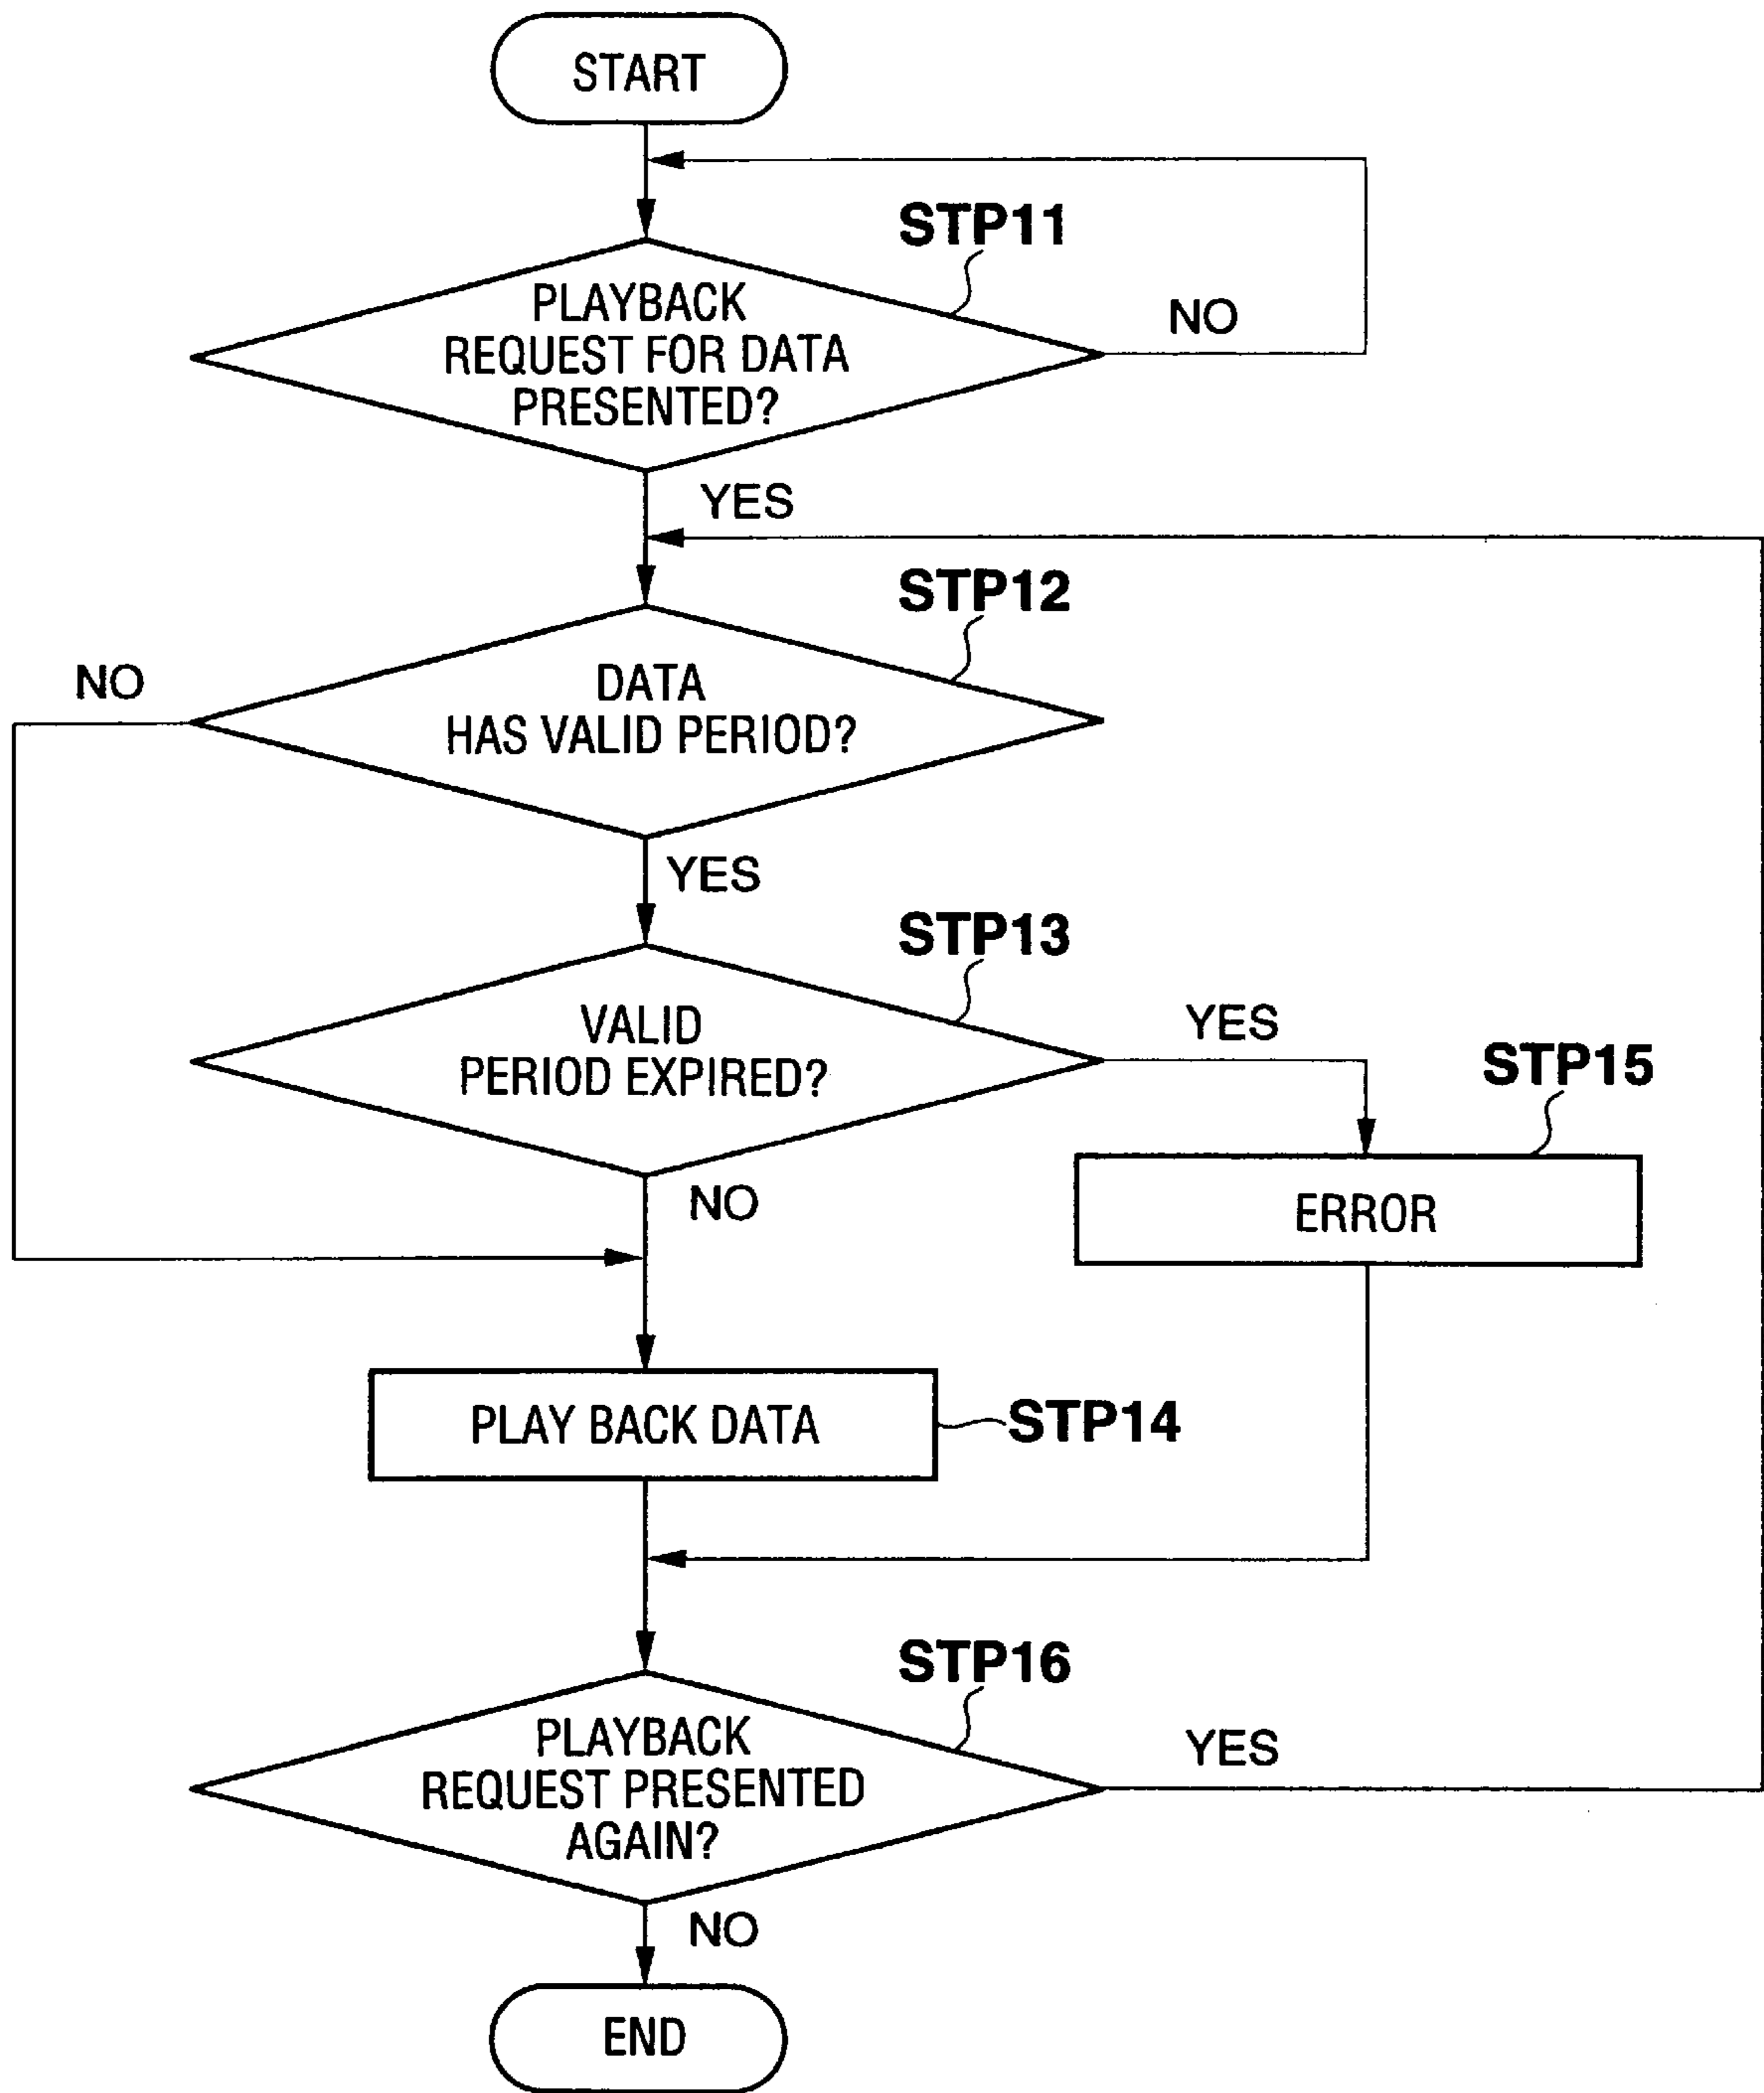 START
STP11
PLAYBACK
REQUEST FOR DATA
PRESENTED?
NO
YES
STP12
NO
DATA
HAS VALID PERIOD?
YES
STP13
VALID
PERIOD EXPIRED?
YES
STP15
NO
ERROR
PLAY BACK DATA
STP14
STP16
PLAYBACK
REQUEST PRESENTED
AGAIN?
YES
NO
END